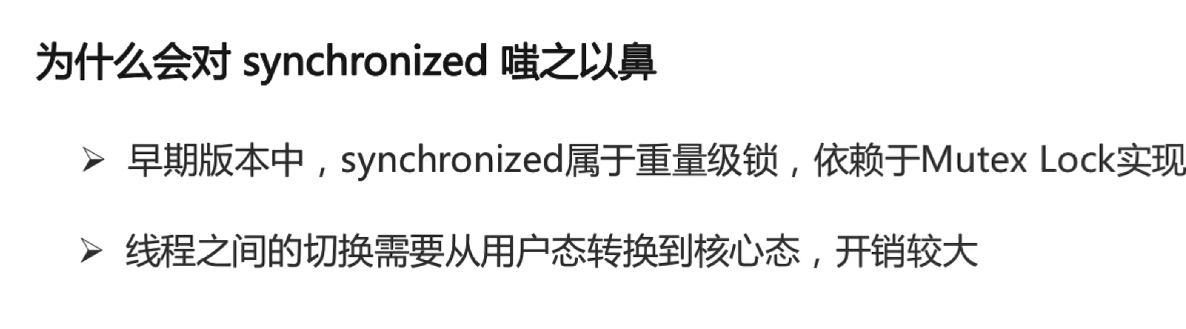 为什么会对 synchronized 嗤之以鼻
➢ 早期版本中，synchronized属于重量级锁，依赖于Mutex Lock实现
➢ 线程之间的切换需要从用户态转换到核心态，开销较大